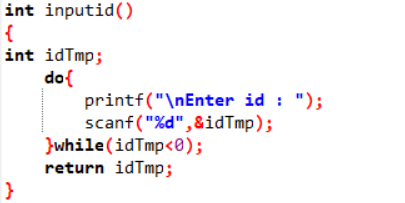 int inputid()
{
int idTmp;
do{
printf("\nEnter id : ");
scanf("%d",&idTmp);
}while(idTmp<0);
return idTmp;
}